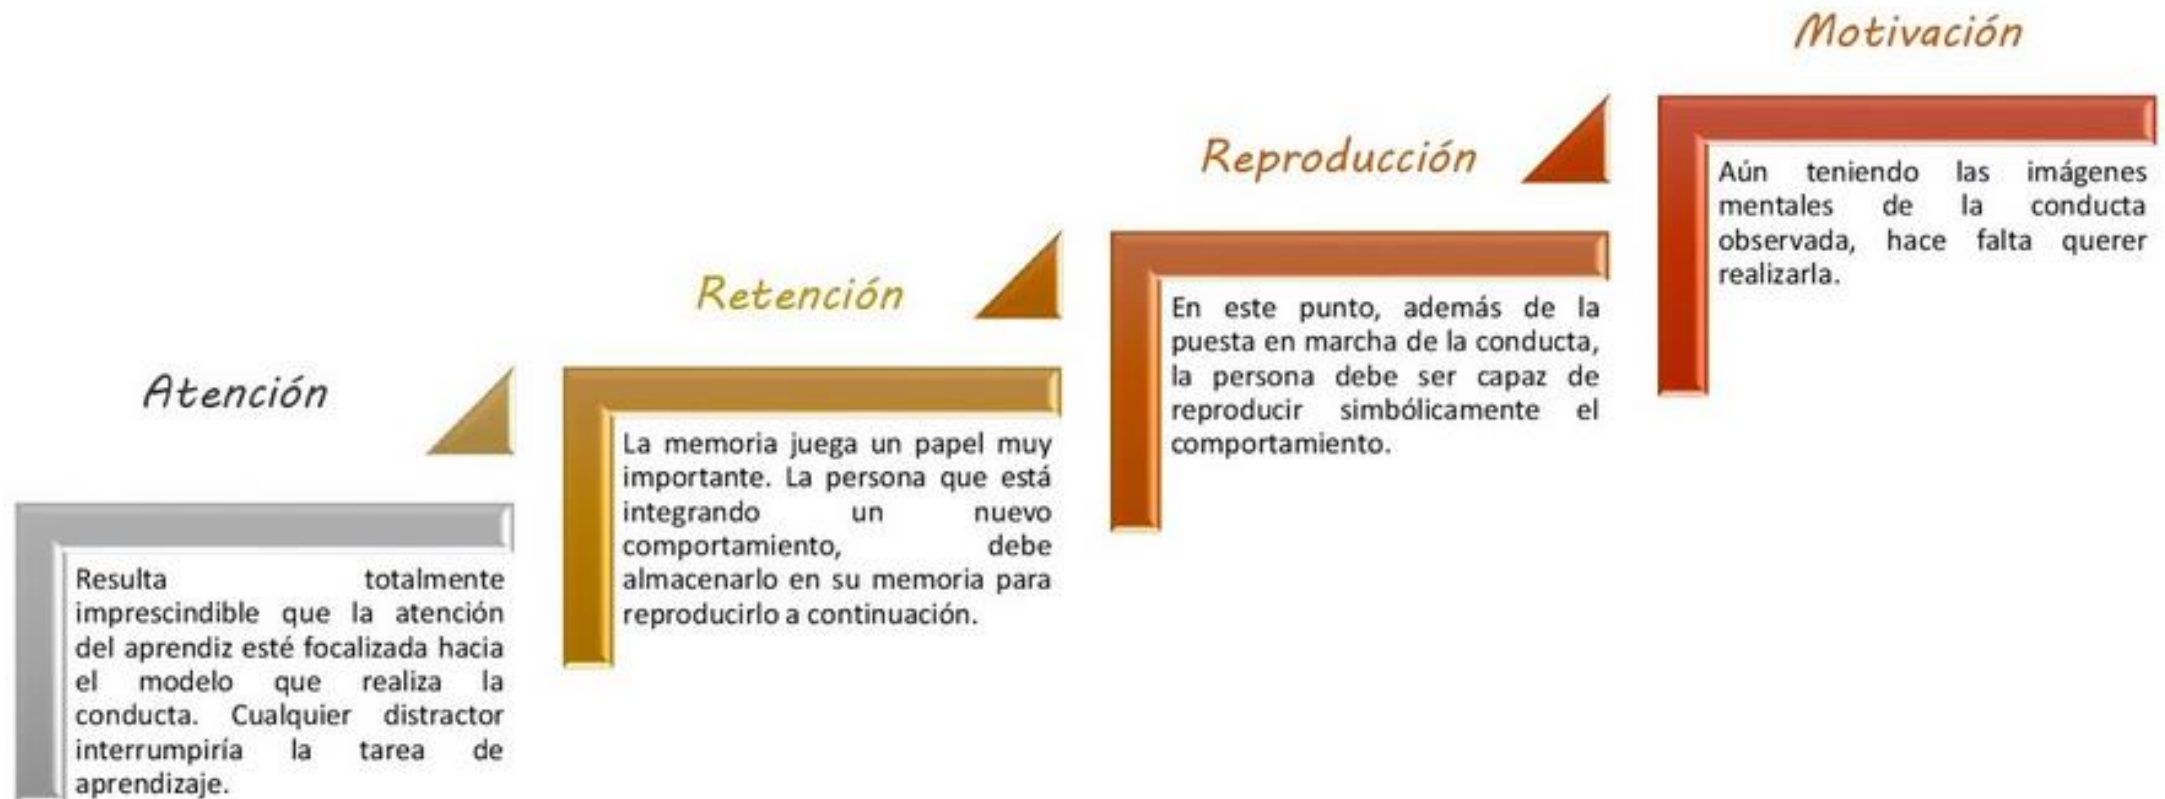 Atención
Resulta totalmente
imprescindible que la atención
del aprendiz esté focalizada hacia
el modelo que realiza la
conducta. Cualquier distractor
interrumpiría la tarea de
aprendizaje.
Retención
La memoria juega un papel muy
importante. La persona que está
integrando un nuevo
comportamiento, debe
almacenarlo en su memoria para
reproducirlo a continuación.
Reproducción
En este punto, además de la
puesta en marcha de la conducta,
la persona debe ser capaz de
reproducir simbólicamente el
comportamiento.
Motivación
Aún teniendo las imágenes
mentales de la conducta
observada, hace falta querer
realizarla.